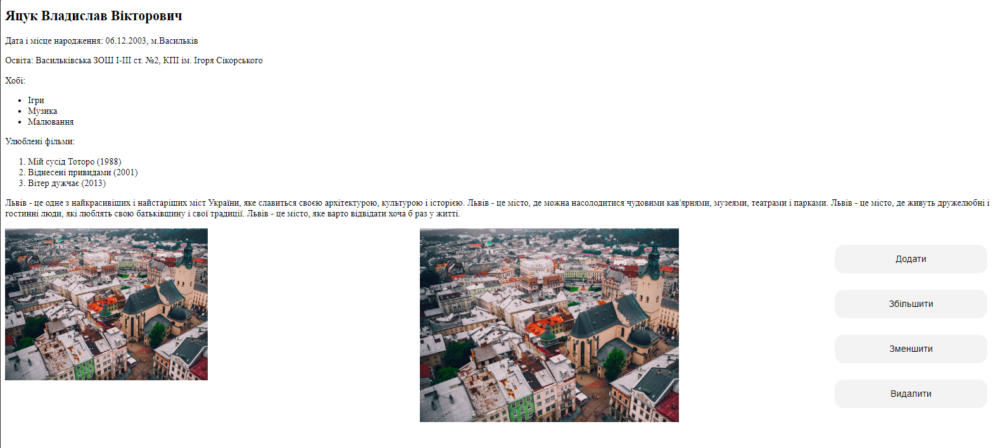 Яцук Владислав Вікторович
Дата і місце народження: 06.12.2003, м.Васильків
Освіта: Васильківська ЗОШ І-ІІІ ст. №2, КПІ ім. Ігоря Сікорського
Хобі:
• Ігри
• Музика
• Малювання
Улюблені фільми:
1. Мій сусід Тоторо (1988)
2. Віднесені привидами (2001)
3. Вітер дужчає (2013)
Львів - це одне з найкрасивіших і найстаріших міст України, яке славиться своєю архітектурою, культурою і історією. Львів - це місто, де можна насолодитися чудовими кав'ярнями, музеями, театрами і парками. Львів - це місто, де живуть дружелюбні і
гостинні люди, які люблять свою батьківщину і свої традиції. Львів - це місто, яке варто відвідати хоча б раз у житті.
Додати
Збільшити
Зменшити
Видалити